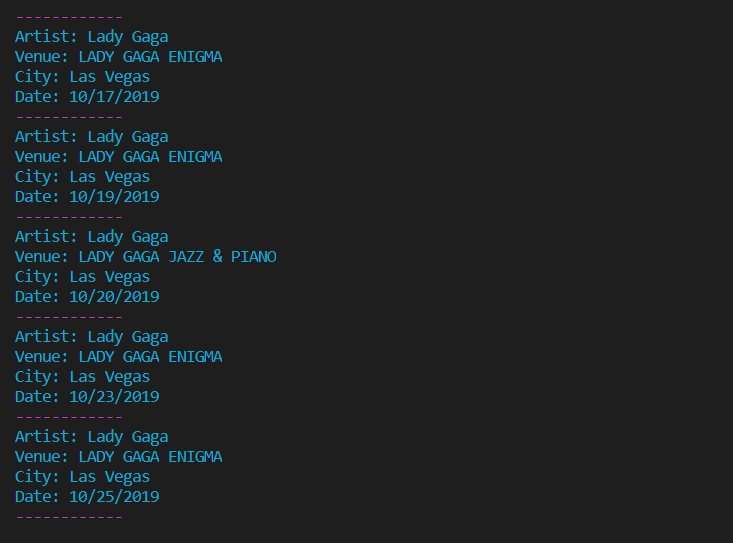 ------------
Artist: Lady Gaga
Venue: LADY GAGA ENIGMA
City: Las Vegas
Date: 10/17/2019
------------
Artist: Lady Gaga
Venue: LADY GAGA ENIGMA
City: Las Vegas
Date: 10/19/2019
------------
Artist: Lady Gaga
Venue: LADY GAGA JAZZ & PIANO
City: Las Vegas
Date: 10/20/2019
------------
Artist: Lady Gaga
Venue: LADY GAGA ENIGMA
City: Las Vegas
Date: 10/23/2019
------------
Artist: Lady Gaga
Venue: LADY GAGA ENIGMA
City: Las Vegas
Date: 10/25/2019
------------